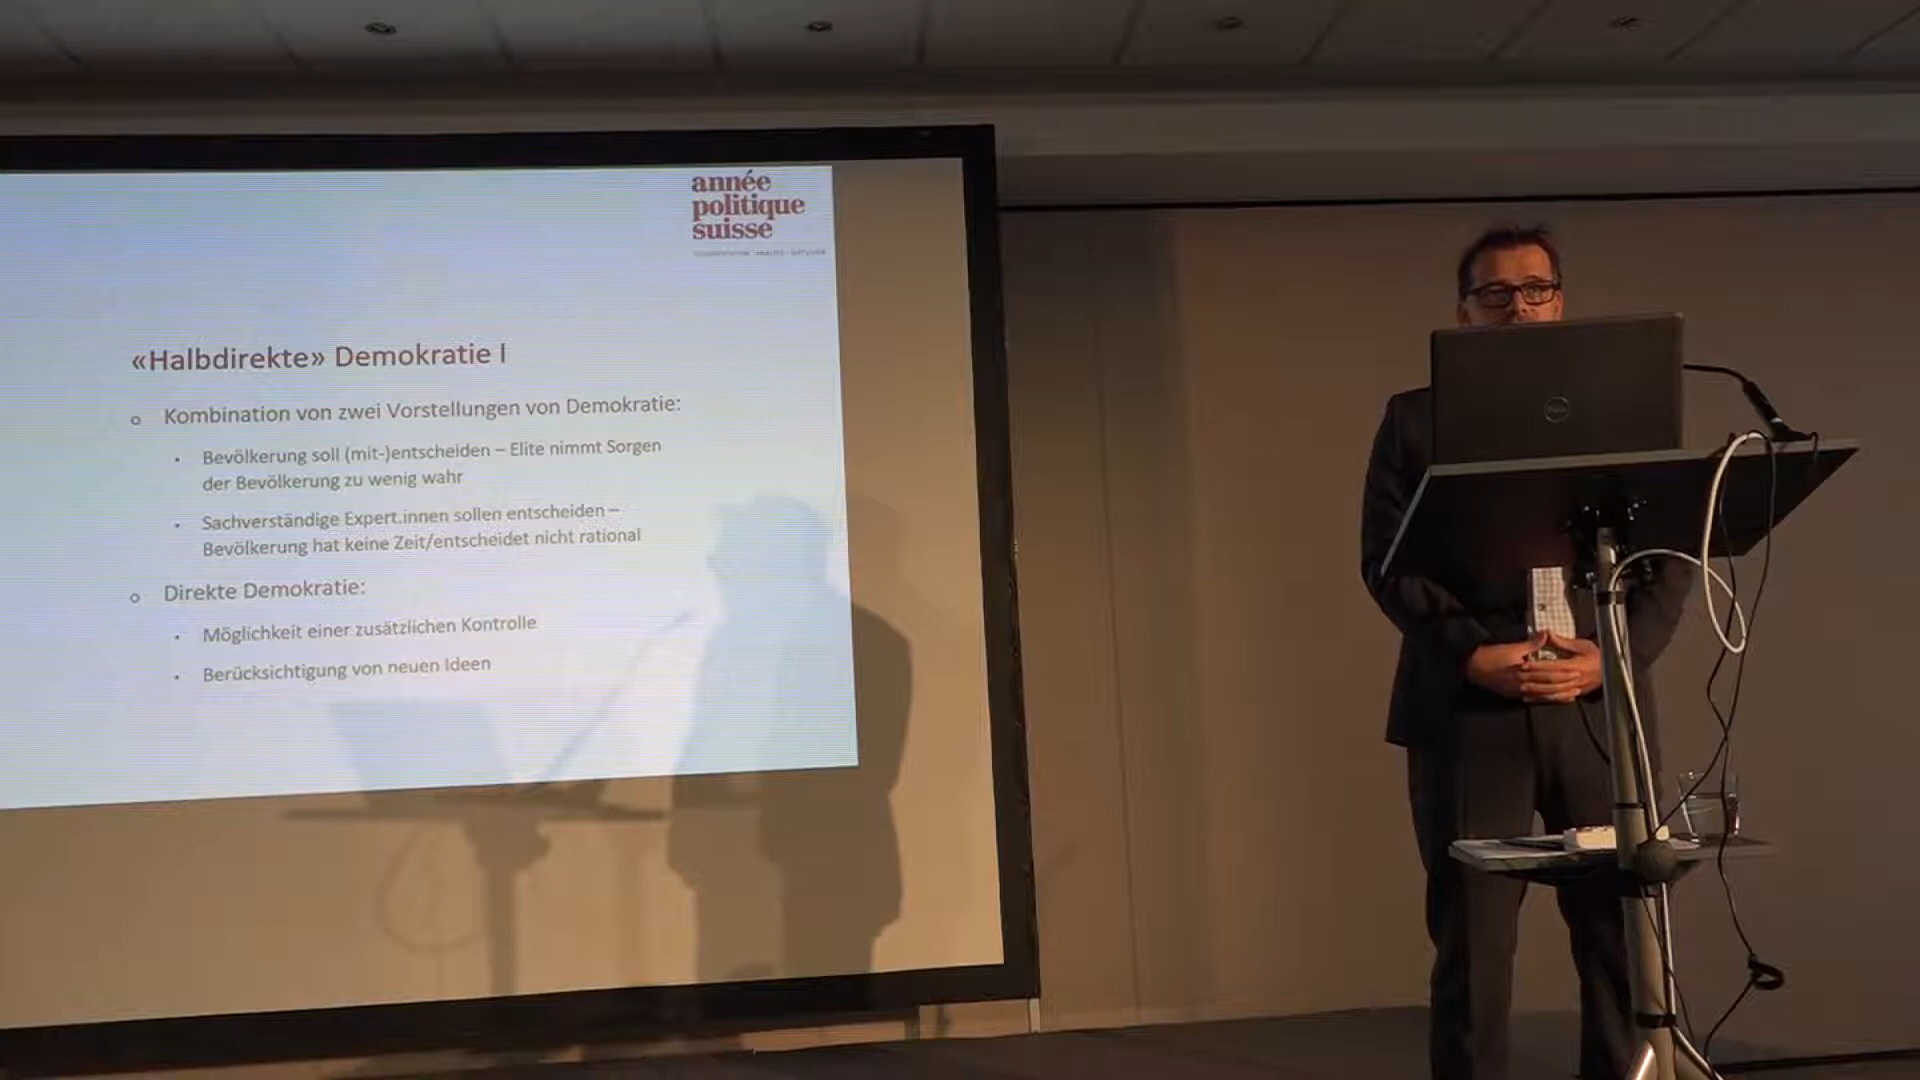 année
politique
suisse
«Halbdirekte» Demokratie I
o Kombination von zwei Vorstellungen von Demokratie:
▪ Bevölkerung soll (mit-)entscheiden – Elite nimmt Sorgen
der Bevölkerung zu wenig wahr
▪ Sachverständige Expert.innen sollen entscheiden –
Bevölkerung hat keine Zeit/entscheidet nicht rational
o Direkte Demokratie:
▪ Möglichkeit einer zusätzlichen Kontrolle
▪ Berücksichtigung von neuen Ideen